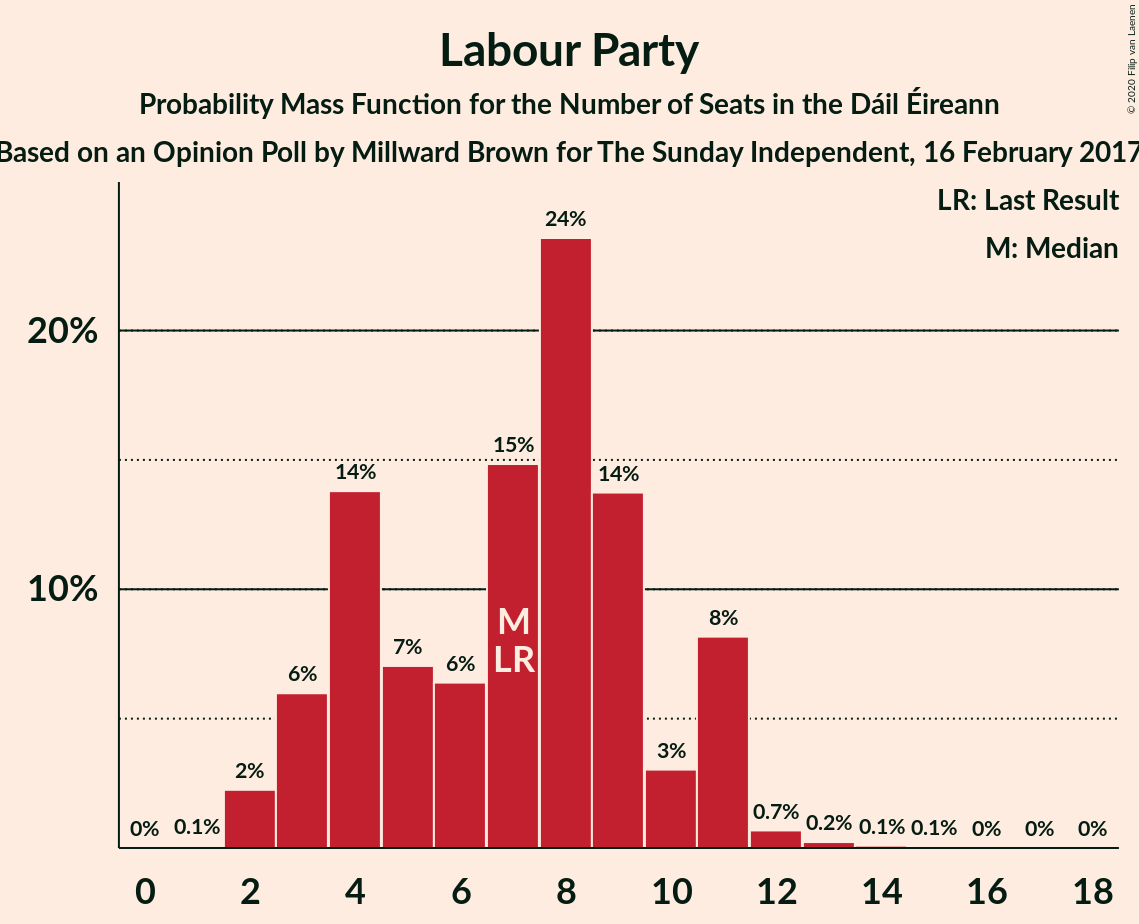 Labour Party
Probability Mass Function for the Number of Seats in the Dáil Éireann
Based on an Opinion Poll by Millward Brown for The Sunday Independent, 16 February 2017
© 2020 Filip van Laenen
LR: Last Result
M: Median
20%
10%
0%
0.1%
2%
6%
14%
7%
6%
15%
24%
14%
3%
8%
0.7%
0.2%
0.1%
0.1%
0%
0%
0%
M
LR
0 2 4 6 8 10 12 14 16 18